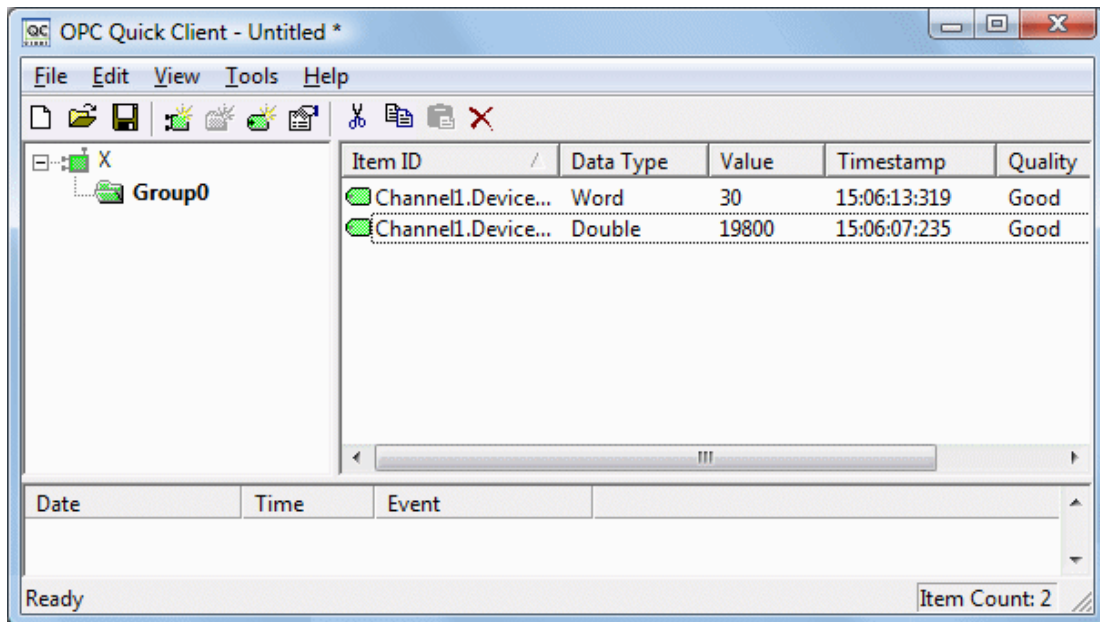 OPC Quick Client - Untitled *
File Edit View Tools Help
X
Group0
Item ID Data Type Value Timestamp Quality
Channel1.Device... Word 30 15:06:13:319 Good
Channel1.Device... Double 19800 15:06:07:235 Good
Date Time Event
Ready Item Count: 2